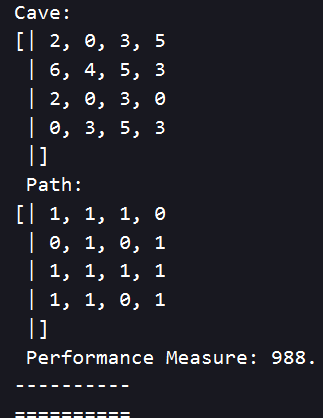 Cave:
[| 2, 0, 3, 5
| 6, 4, 5, 3
| 2, 0, 3, 0
| 0, 3, 5, 3
|]
Path:
[| 1, 1, 1, 0
| 0, 1, 0, 1
| 1, 1, 1, 1
| 1, 1, 0, 1
|]
Performance Measure: 988.
----------
==========